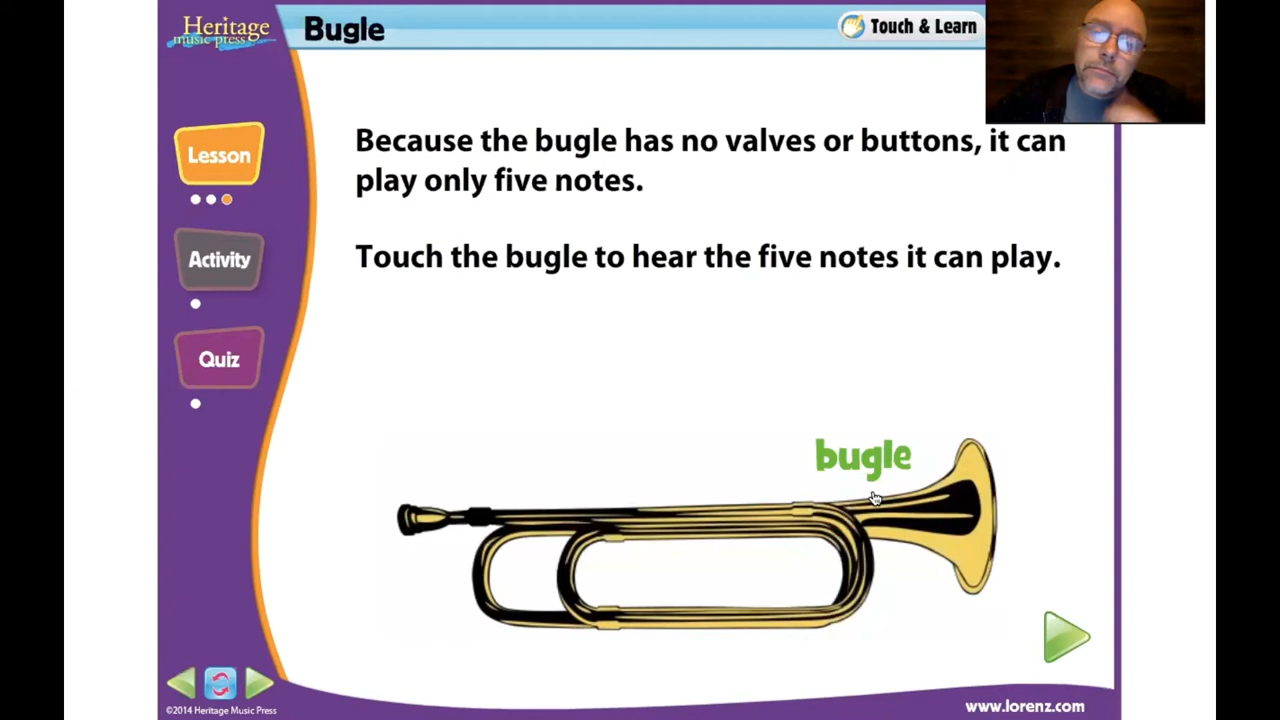 Heritage
music press
Bugle
Touch & Learn
Lesson
Activity
Quiz
Because the bugle has no valves or buttons, it can
play only five notes.
Touch the bugle to hear the five notes it can play.
bugle
©2014 Heritage Music Press
www.lorenz.com